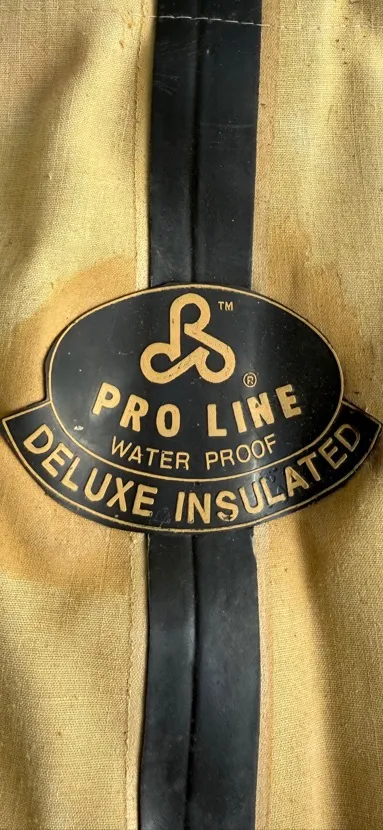 TM
®
PRO LINE
WATER PROOF
DELUXE INSULATED